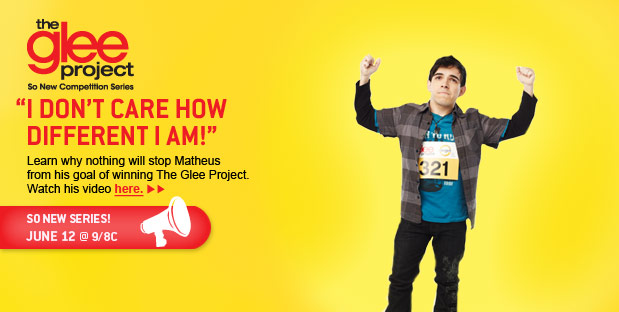 the
glee
project
So New Competition Series
“I DON’T CARE HOW
DIFFERENT I AM!”
Learn why nothing will stop Matheus
from his goal of winning The Glee Project.
Watch his video here.
SO NEW SERIES!
JUNE 12 @ 9/8C
321